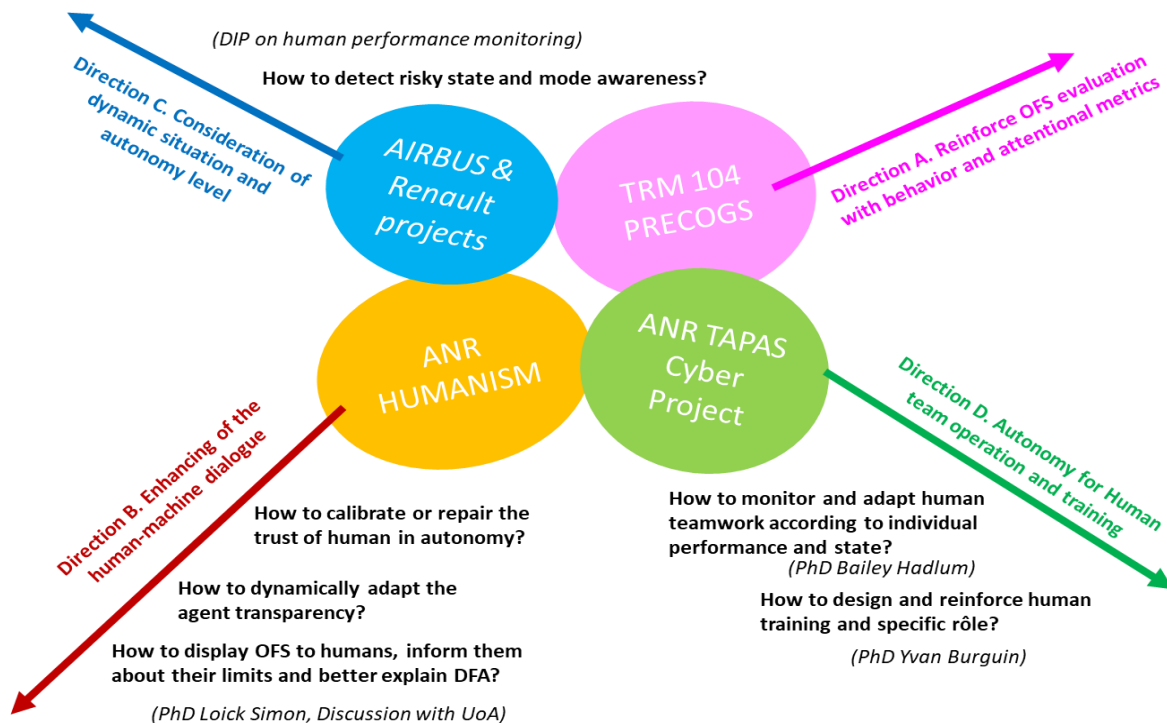 (DIP on human performance monitoring)
How to detect risky state and mode awareness?
Direction C. Consideration of
dynamic situation and
autonomy level
AIRBUS &
Renault
projects
TRM 104
PRECOGS
Direction A. Reinforce OFS evaluation
with behavior and attentional metrics
ANR
HUMANISM
ANR TAPAS
Cyber
Project
Direction B. Enhancing of the
human-machine dialogue
Direction D. Autonomy for Human
team operation and training
How to calibrate or repair the
trust of human in autonomy?
How to dynamically adapt the
agent transparency?
How to display OFS to humans, inform them
about their limits and better explain DFA?
(PhD Loick Simon, Discussion with UoA)
How to monitor and adapt human
teamwork according to individual
performance and state?
(PhD Bailey Hadlum)
How to design and reinforce human
training and specific rôle?
(PhD Yvan Burguin)